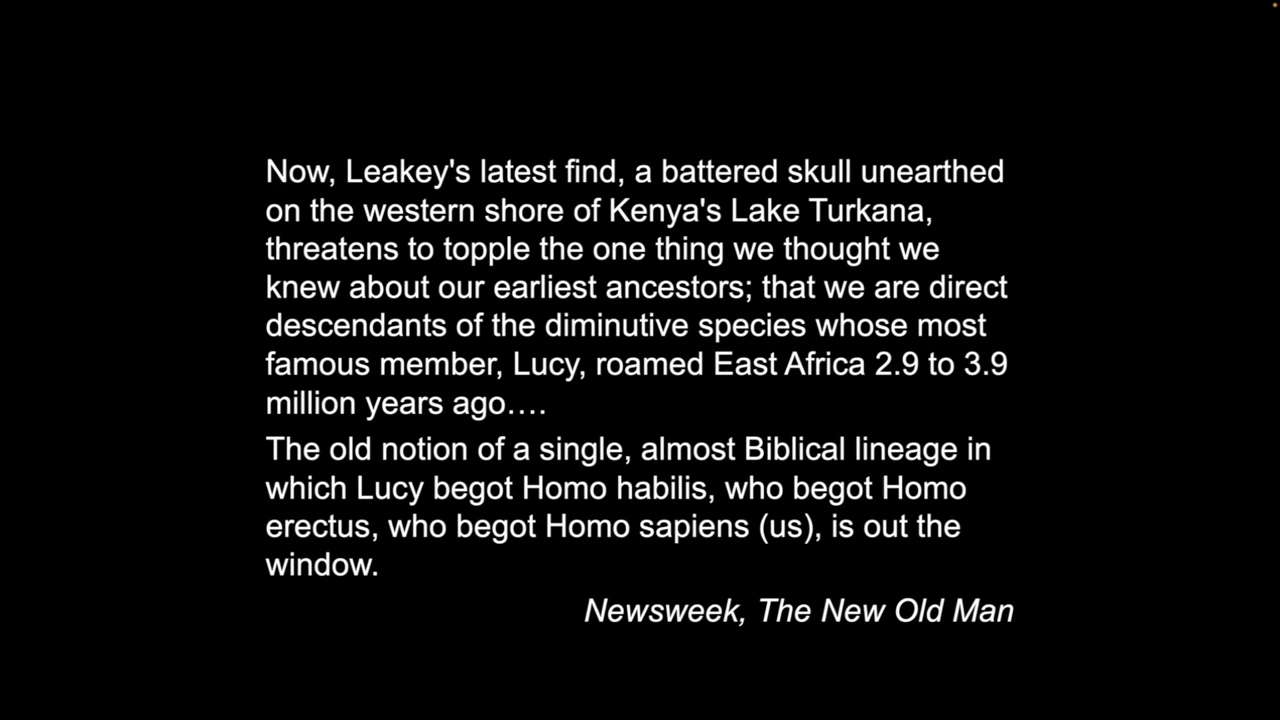 Now, Leakey's latest find, a battered skull unearthed
on the western shore of Kenya's Lake Turkana,
threatens to topple the one thing we thought we
knew about our earliest ancestors; that we are direct
descendants of the diminutive species whose most
famous member, Lucy, roamed East Africa 2.9 to 3.9
million years ago….
The old notion of a single, almost Biblical lineage in
which Lucy begot Homo habilis, who begot Homo
erectus, who begot Homo sapiens (us), is out the
window.
Newsweek, The New Old Man